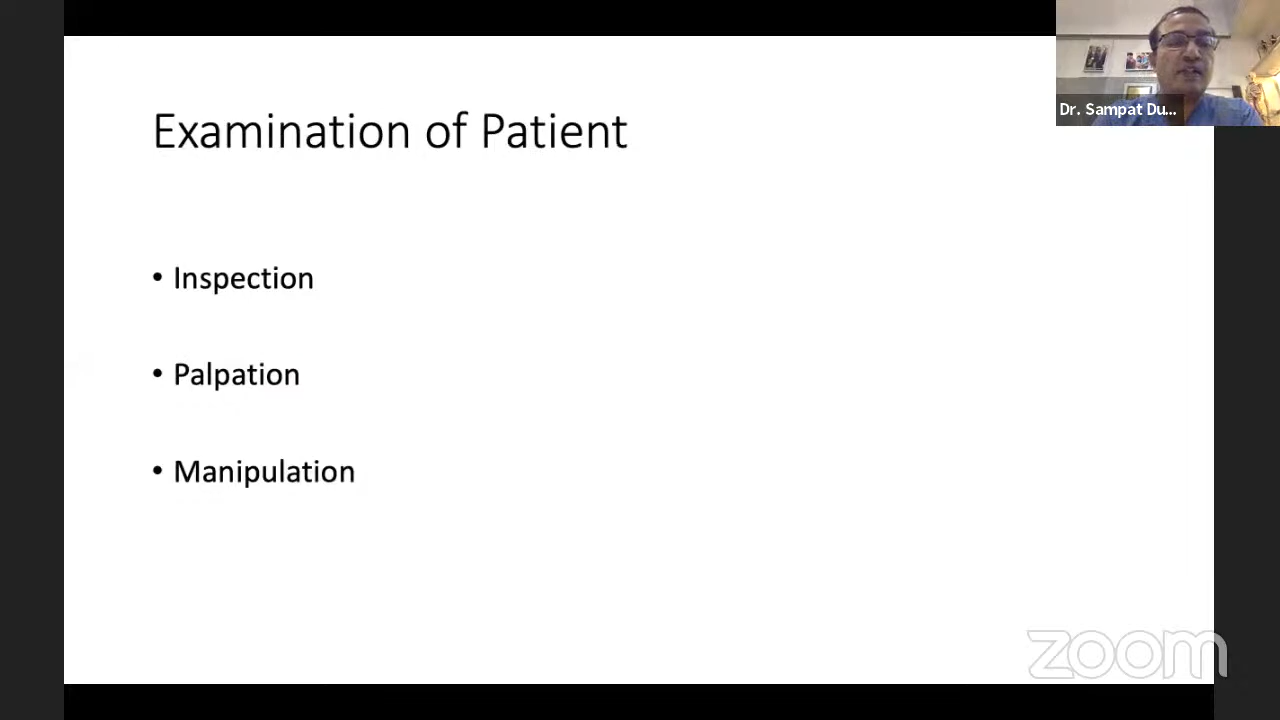 Examination of Patient
Dr. Sampat Du...
• Inspection
• Palpation
• Manipulation
zoom